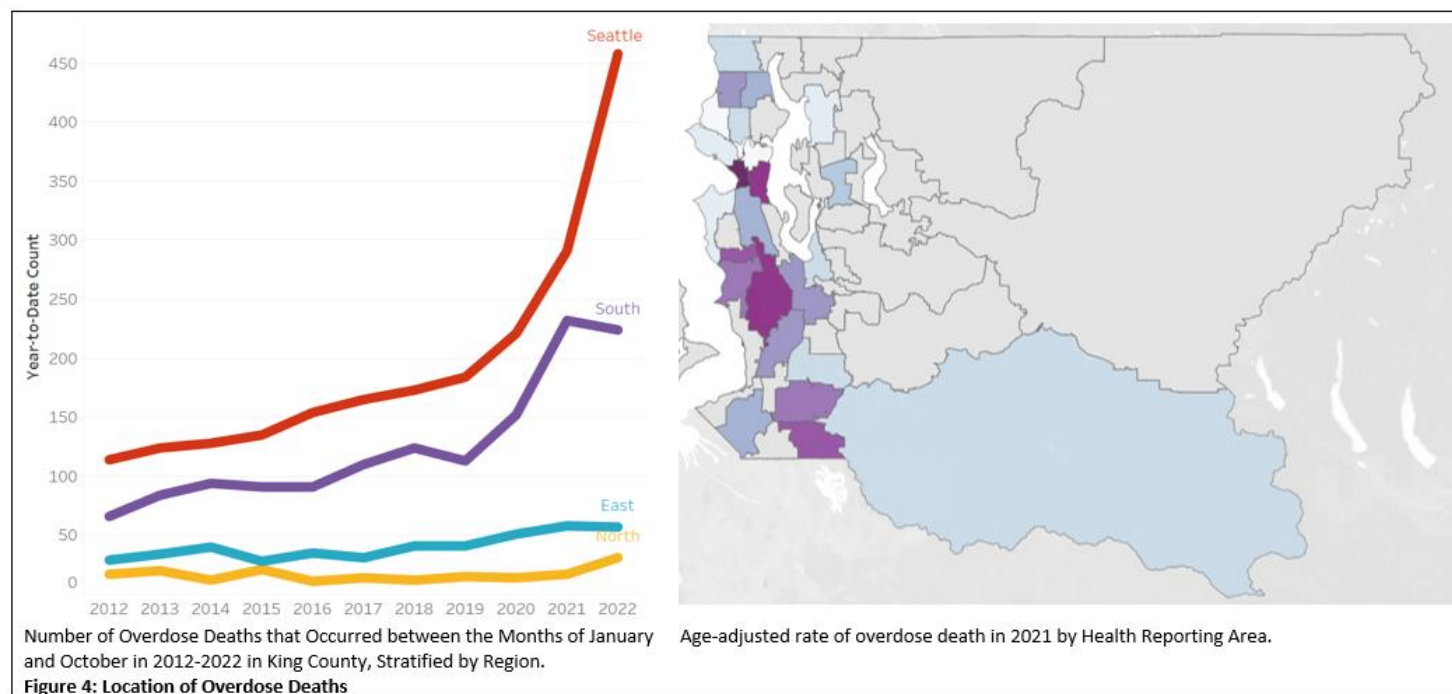 Seattle
450
400
350
300
South
250
200
150
100
East
50
North
0
Year-to-Date Count
2012 2013 2014 2015 2016 2017 2018 2019 2020 2021 2022
Number of Overdose Deaths that Occurred between the Months of January
and October in 2012-2022 in King County, Stratified by Region.
Age-adjusted rate of overdose death in 2021 by Health Reporting Area.
Figure 4: Location of Overdose Deaths